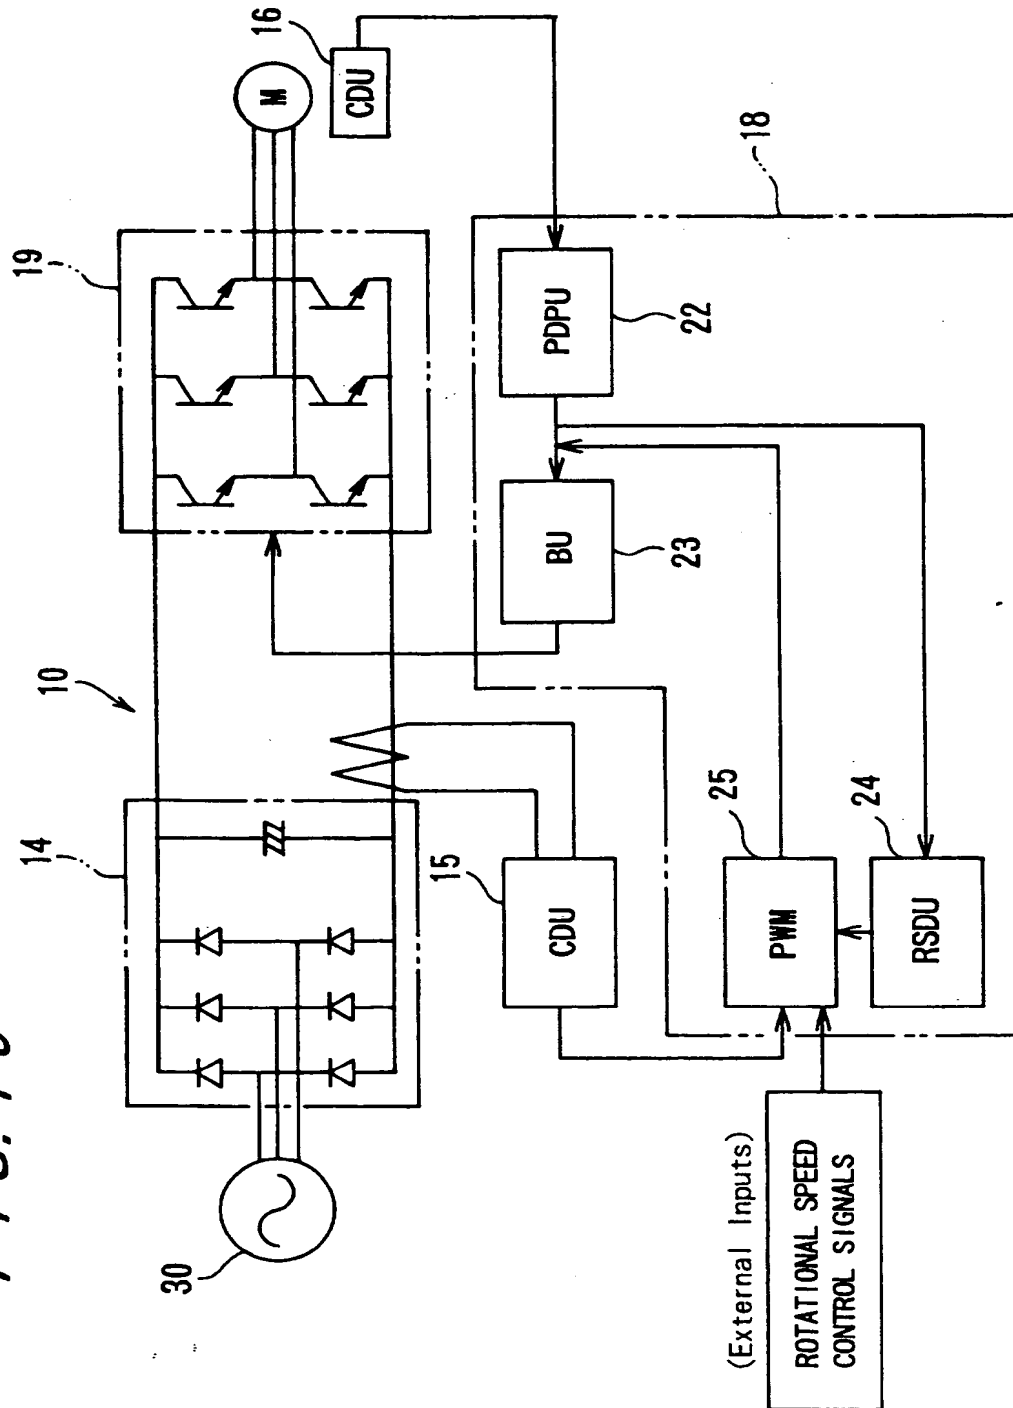 30
14
10
19
M
16
CDU
15
CDU
18
PDPU
22
BU
23
25
PWM
24
RSDU
(External Inputs)
ROTATIONAL SPEED
CONTROL SIGNALS